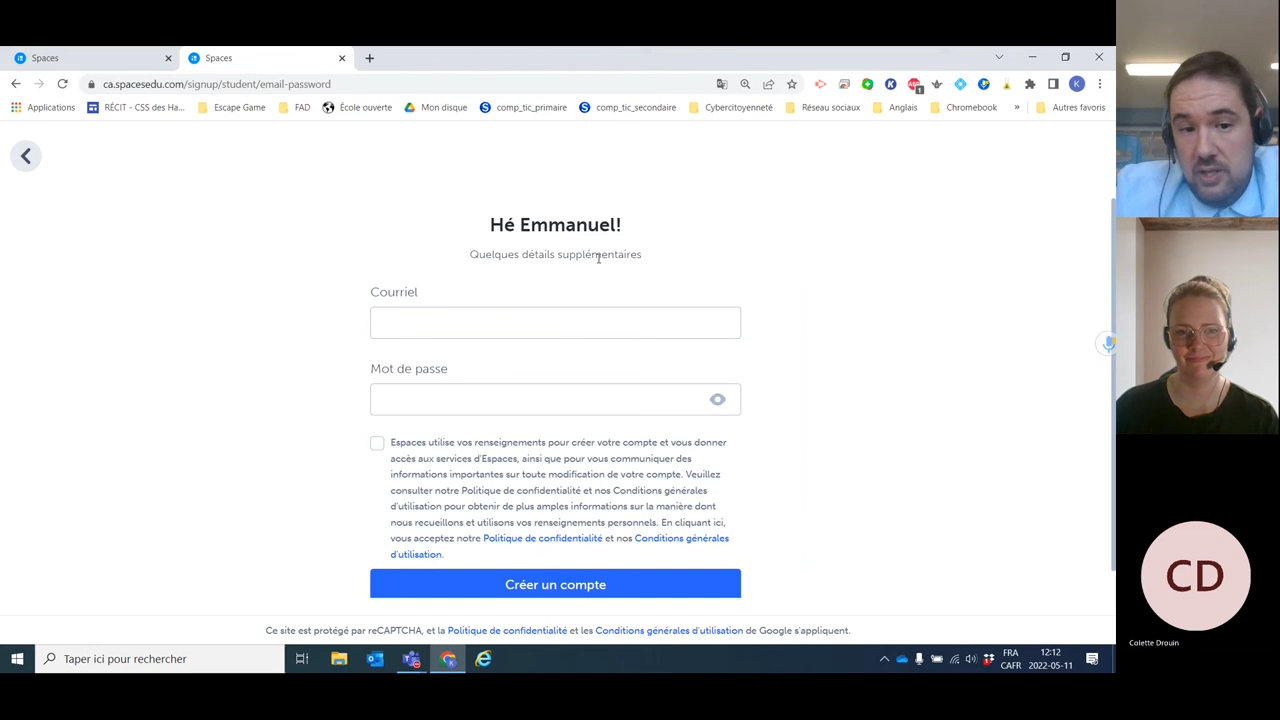 Spaces
Spaces
ca.spacesedu.com/signup/student/email-password
Applications
RÉCIT - CSS des Ha...
Escape Game
FAD
École ouverte
Mon disque
comp_tic_primaire
comp_tic_secondaire
Cybercitoyenneté
Réseau sociaux
Anglais
Chromebook
»
Autres favoris
Hé Emmanuel!
Quelques détails supplémentaires
Courriel
Mot de passe
Espaces utilise vos renseignements pour créer votre compte et vous donner
accès aux services d'Espaces, ainsi que pour vous communiquer des
informations importantes sur toute modification de votre compte. Veuillez
consulter notre Politique de confidentialité et nos Conditions générales
d'utilisation pour obtenir de plus amples informations sur la manière dont
nous recueillons et utilisons vos renseignements personnels. En cliquant ici,
vous acceptez notre Politique de confidentialité et nos Conditions générales
d'utilisation.
Créer un compte
Ce site est protégé par reCAPTCHA, et la Politique de confidentialité et les Conditions générales d'utilisation de Google s'appliquent.
CD
Colette Drouin
Taper ici pour rechercher
FRA
CAFR
12:12
2022-05-11